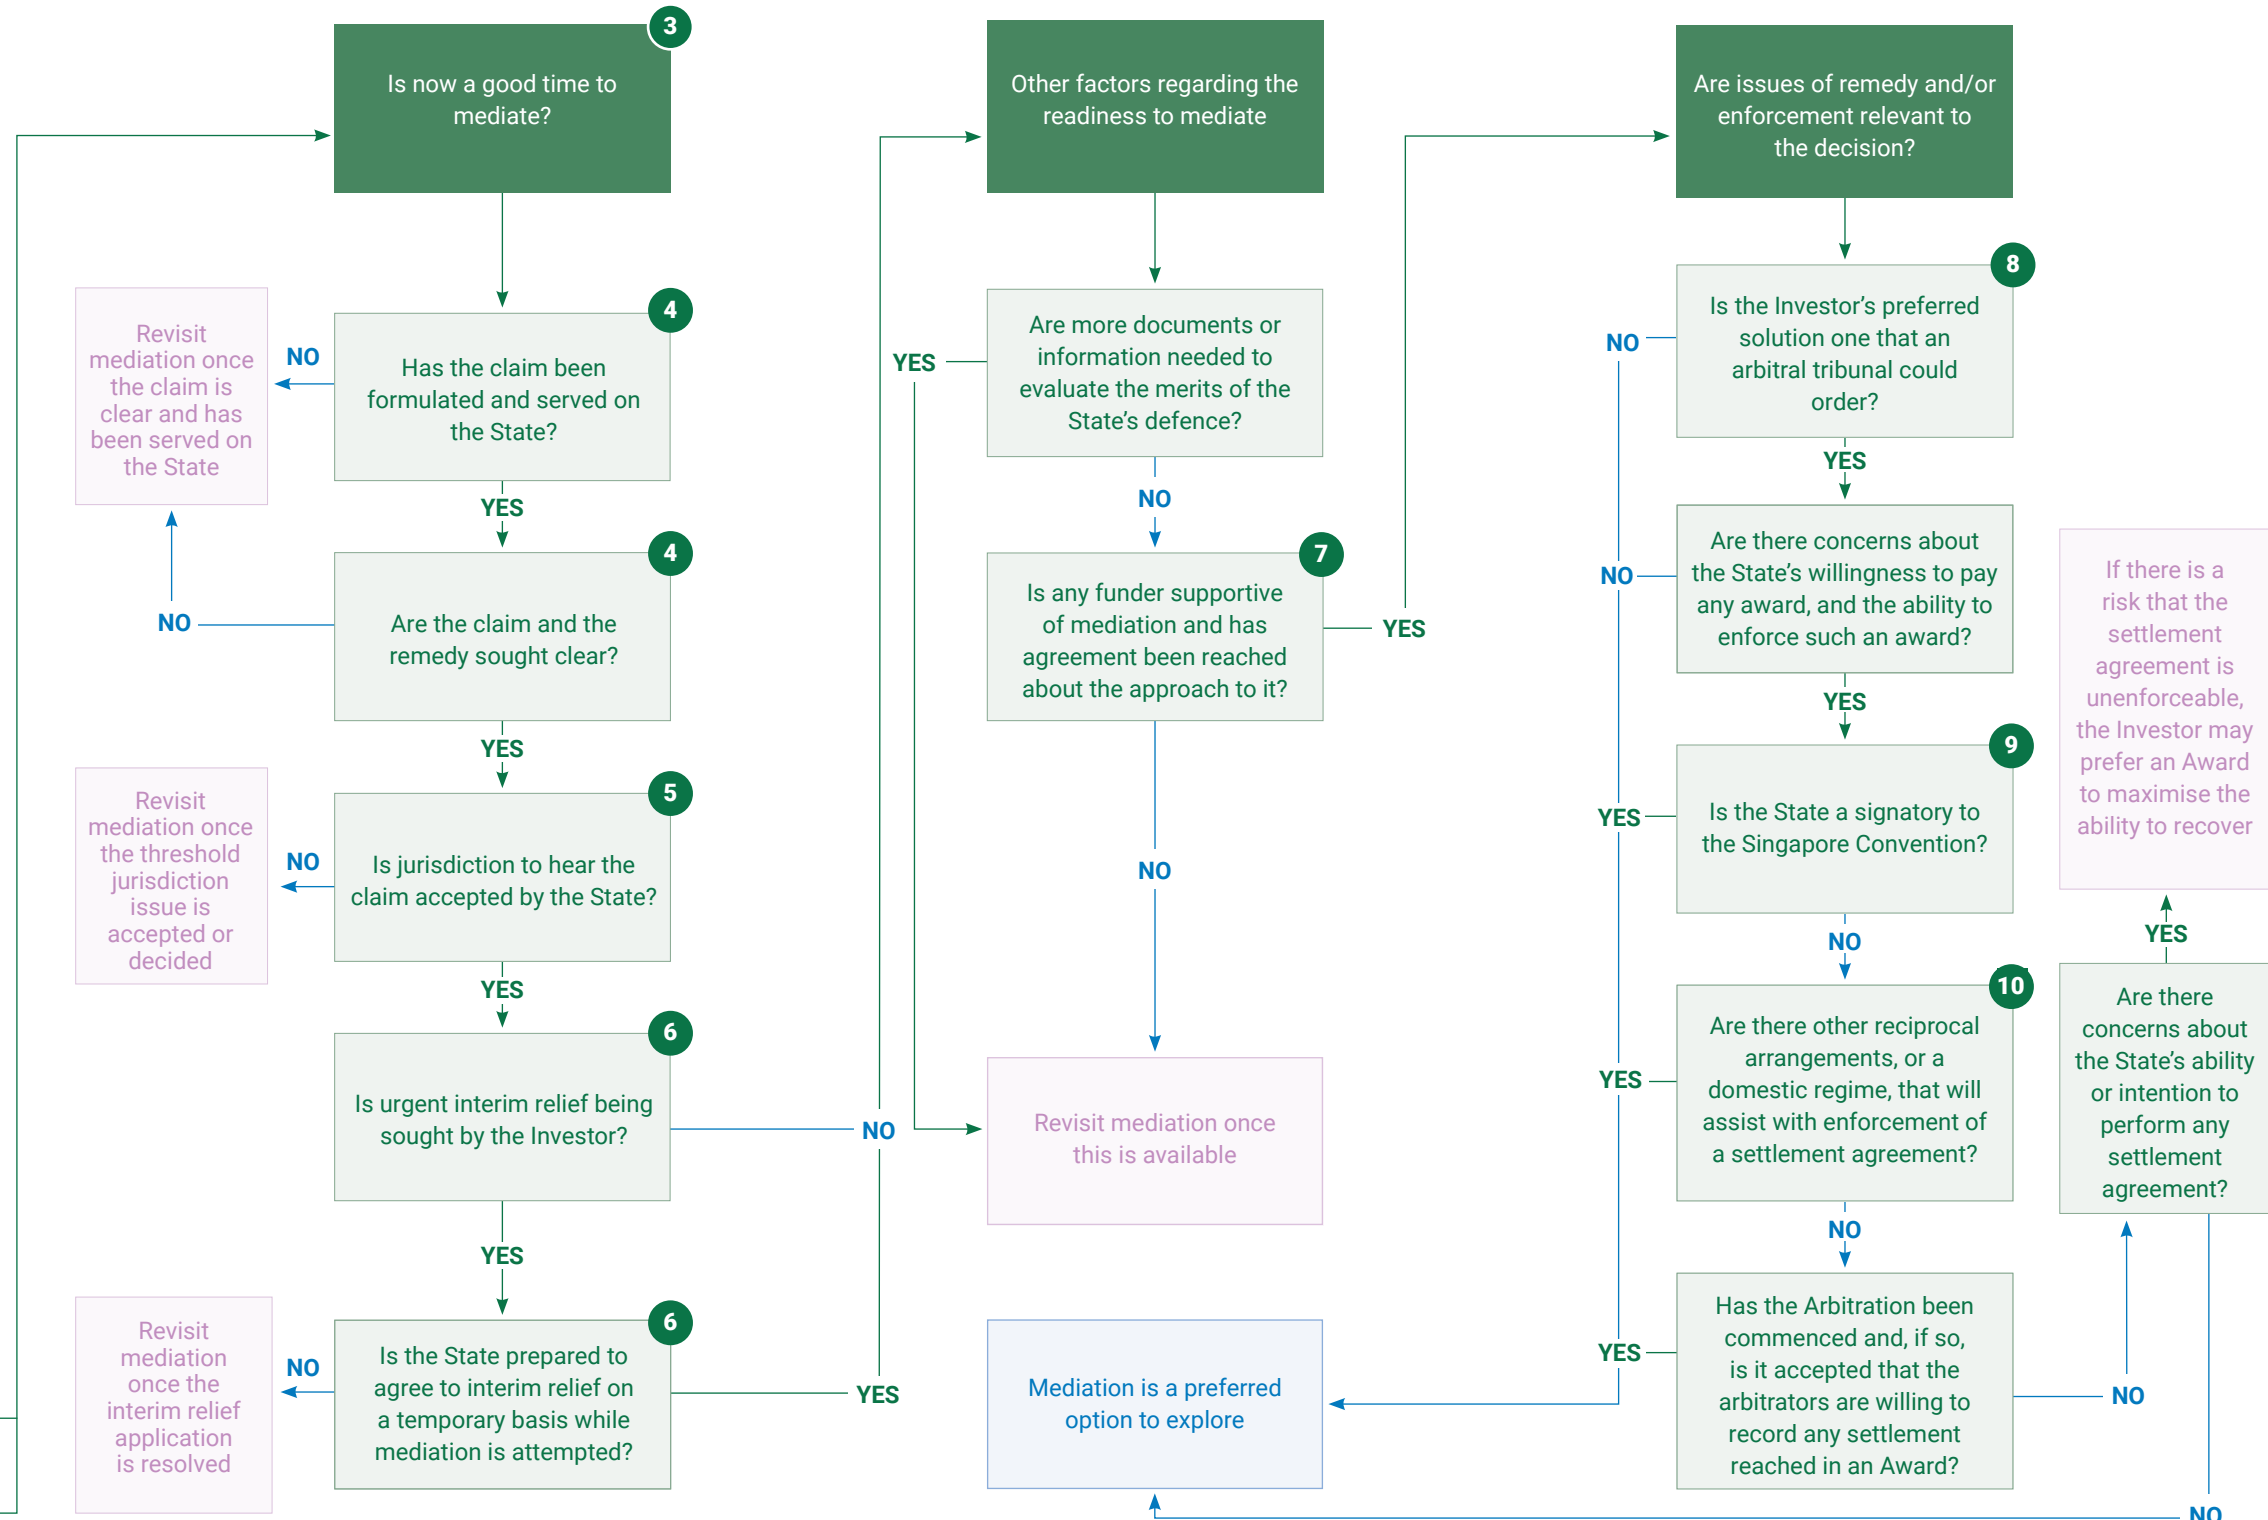 3
Is now a good time to
mediate?
4
Has the claim been
formulated and served on
the State?
NO
Revisit
mediation once
the claim is
clear and has
been served on
the State
YES
4
Are the claim and the
remedy sought clear?
NO
YES
5
Is jurisdiction to hear the
claim accepted by the State?
NO
Revisit
mediation once
the threshold
jurisdiction
issue is
accepted or
decided
YES
6
Is urgent interim relief being
sought by the Investor?
NO
YES
6
Is the State prepared to
agree to interim relief on
a temporary basis while
mediation is attempted?
NO
Revisit
mediation
once the
interim relief
application
is resolved
YES
Other factors regarding the
readiness to mediate
Are more documents or
information needed to
evaluate the merits of the
State’s defence?
YES
NO
7
Is any funder supportive
of mediation and has
agreement been reached
about the approach to it?
YES
NO
Revisit mediation once
this is available
Mediation is a preferred
option to explore
Are issues of remedy and/or
enforcement relevant to
the decision?
8
Is the Investor’s preferred
solution one that an
arbitral tribunal could
order?
NO
YES
Are there concerns about
the State’s willingness to pay
any award, and the ability to
enforce such an award?
NO
YES
9
Is the State a signatory to
the Singapore Convention?
YES
NO
10
Are there other reciprocal
arrangements, or a
domestic regime, that will
assist with enforcement of
a settlement agreement?
YES
NO
Has the Arbitration been
commenced and, if so,
is it accepted that the
arbitrators are willing to
record any settlement
reached in an Award?
YES
NO
If there is a
risk that the
settlement
agreement is
unenforceable,
the Investor may
prefer an Award
to maximise the
ability to recover
YES
Are there
concerns about
the State’s ability
or intention to
perform any
settlement
agreement?
NO